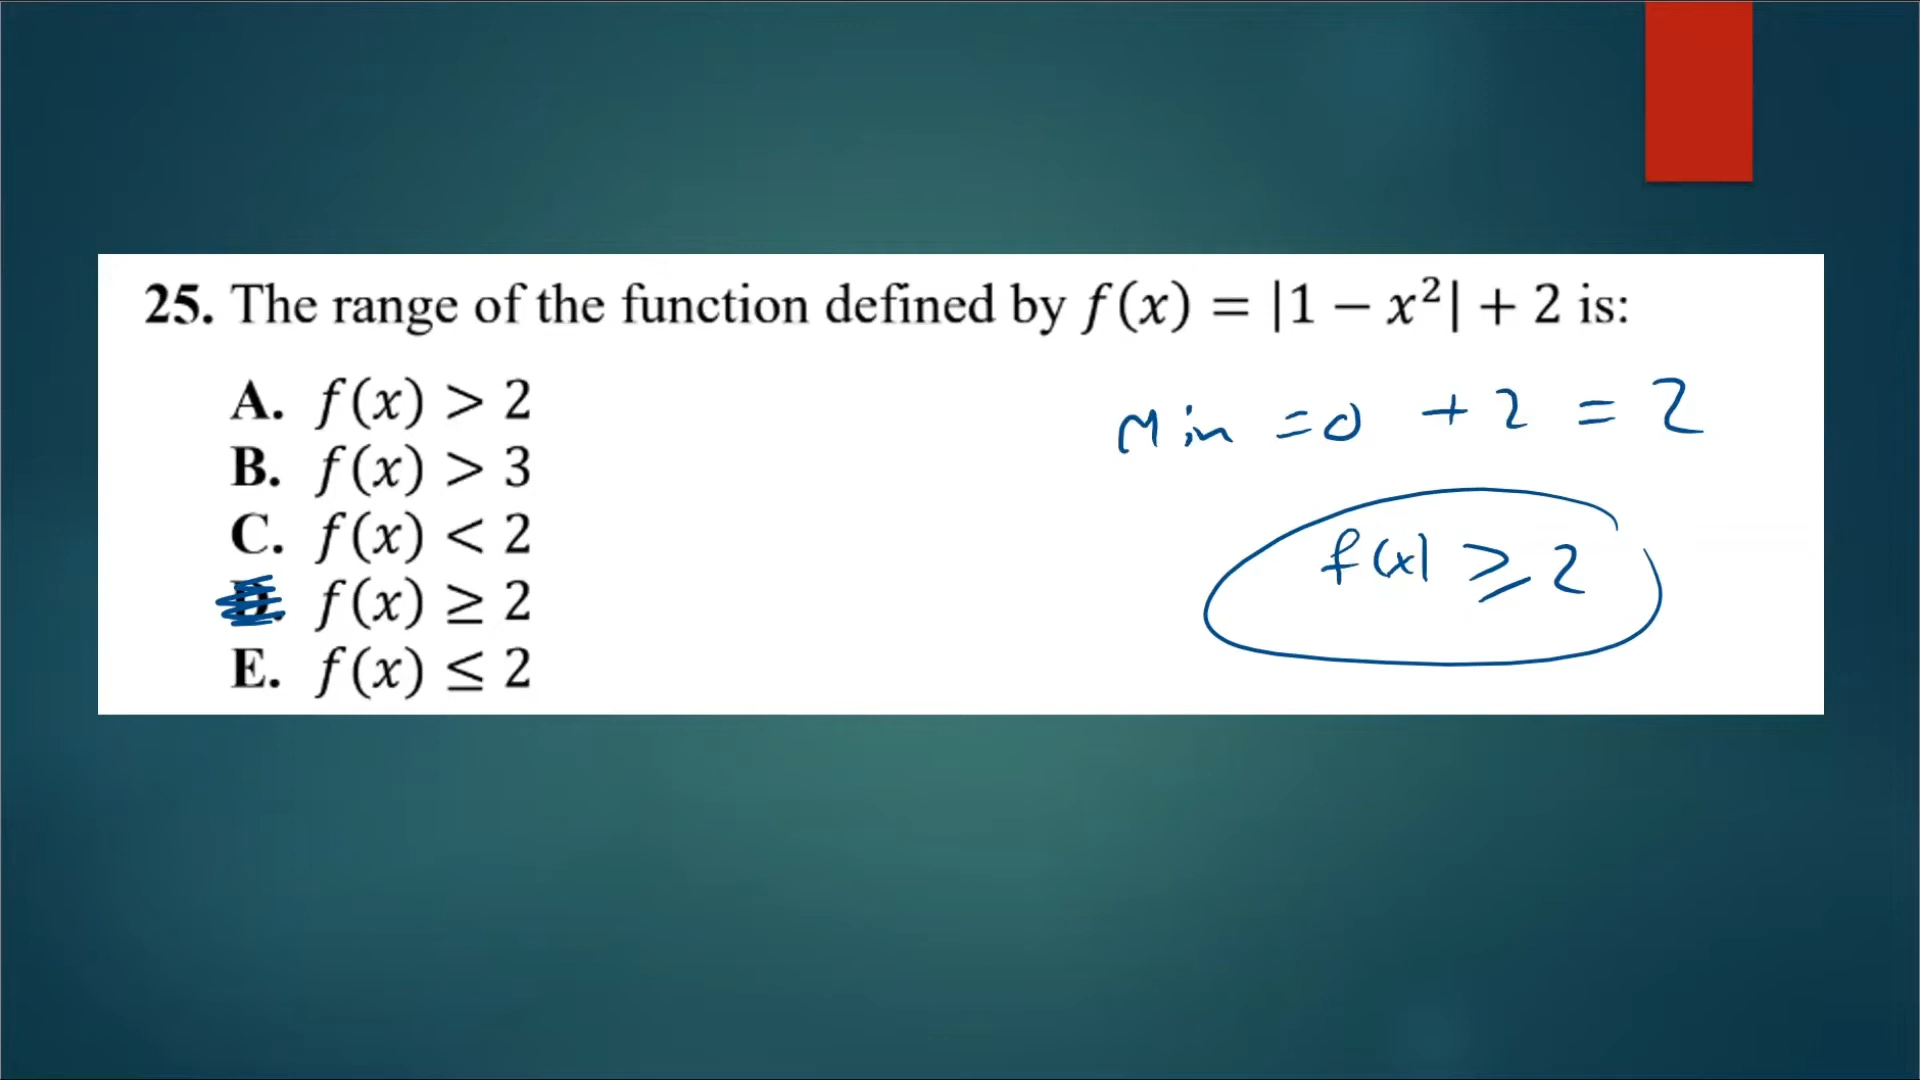 25. The range of the function defined by f(x) = |1 − x²| + 2 is:
A. f(x) > 2
B. f(x) > 3
C. f(x) < 2
D. f(x) ≥ 2
E. f(x) ≤ 2
Min = 0 + 2 = 2
f(x) ≥ 2